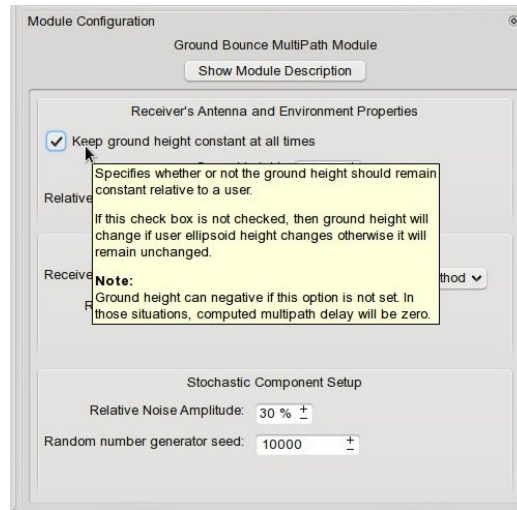 Module Configuration
Ground Bounce MultiPath Module
Show Module Description
Receiver's Antenna and Environment Properties
Keep ground height constant at all times
Specifies whether or not the ground height should remain
constant relative to a user.
Relative
If this check box is not checked, then ground height will
change if user ellipsoid height changes otherwise it will
remain unchanged.
Receive
thod
Note:
Ground height can negative if this option is not set. In
R
those situations, computed multipath delay will be zero.
Stochastic Component Setup
Relative Noise Amplitude: 30 %
Random number generator seed: 10000